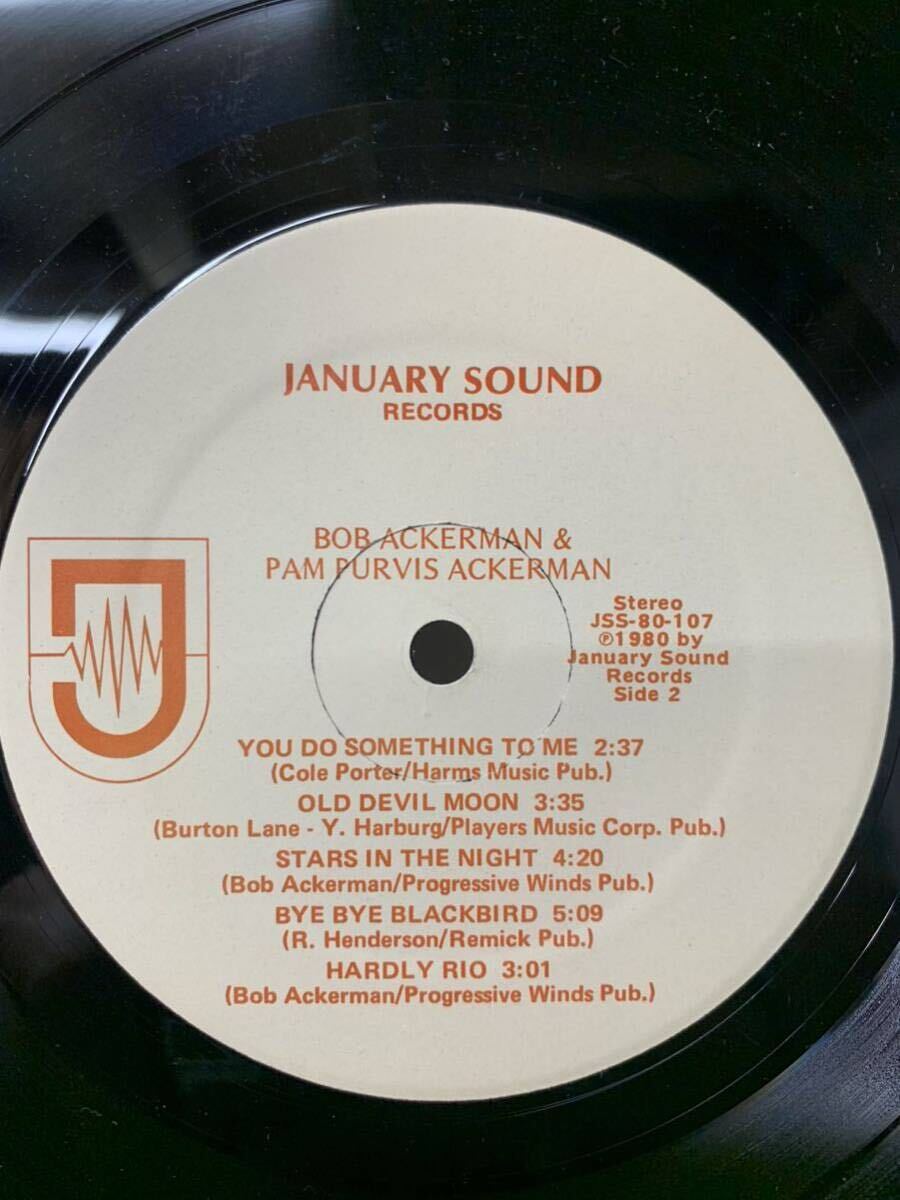 JANUARY SOUND
RECORDS
BOB ACKERMAN &
PAM PURVIS ACKERMAN
Stereo
JSS-80-107
℗1980 by
January Sound
Records
Side 2
YOU DO SOMETHING TO ME 2:37
(Cole Porter/Harms Music Pub.)
OLD DEVIL MOON 3:35
(Burton Lane - Y. Harburg/Players Music Corp. Pub.)
STARS IN THE NIGHT 4:20
(Bob Ackerman/Progressive Winds Pub.)
BYE BYE BLACKBIRD 5:09
(R. Henderson/Remick Pub.)
HARDLY RIO 3:01
(Bob Ackerman/Progressive Winds Pub.)